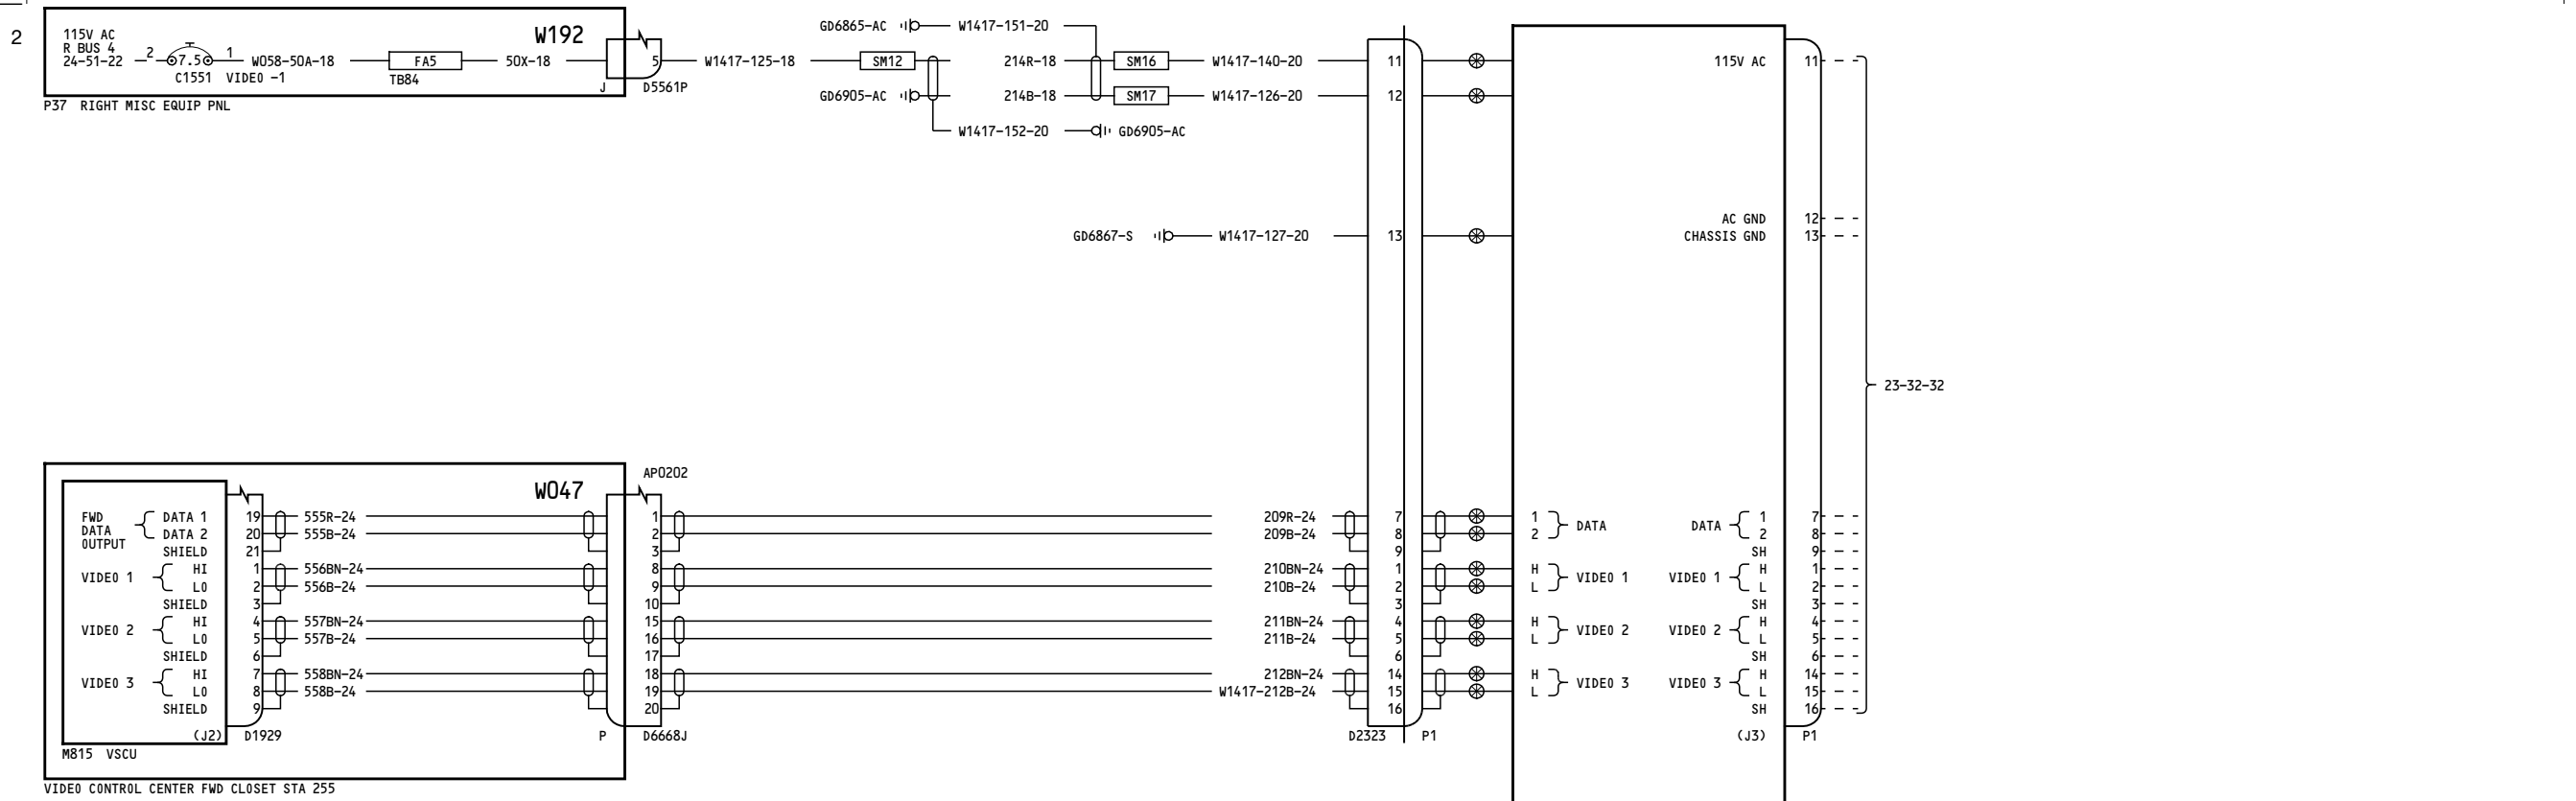 2
115V AC
R BUS 4
24-51-22
2
7.5
1
C1551 VIDEO -1
W058-50A-18
FA5
TB84
50X-18
W192
J
5
D5561P
P37 RIGHT MISC EQUIP PNL
W1417-125-18
GD6865-AC
W1417-151-20
SM12
214R-18
SM16
W1417-140-20
11
GD6905-AC
214B-18
SM17
W1417-126-20
12
W1417-152-20
GD6905-AC
GD6867-S
W1417-127-20
13
115V AC
11
AC GND
12
CHASSIS GND
13
23-32-32
W047
AP0202
FWD
DATA
OUTPUT
DATA 1
19
555R-24
1
209R-24
7
1
DATA
DATA
1
7
DATA 2
20
555B-24
2
209B-24
8
2
2
8
SHIELD
21
3
9
SH
9
VIDEO 1
HI
1
556BN-24
8
210BN-24
1
H
VIDEO 1
VIDEO 1
H
1
LO
2
556B-24
9
210B-24
2
L
L
2
SHIELD
3
10
3
SH
3
VIDEO 2
HI
4
557BN-24
15
211BN-24
4
H
VIDEO 2
VIDEO 2
H
4
LO
5
557B-24
16
211B-24
5
L
L
5
SHIELD
6
17
6
SH
6
VIDEO 3
HI
7
558BN-24
18
212BN-24
14
H
VIDEO 3
VIDEO 3
H
14
LO
8
558B-24
19
W1417-212B-24
15
L
L
15
SHIELD
9
20
16
SH
16
(J2)
D1929
P
D6668J
D2323
P1
(J3)
P1
M815 VSCU
VIDEO CONTROL CENTER FWD CLOSET STA 255